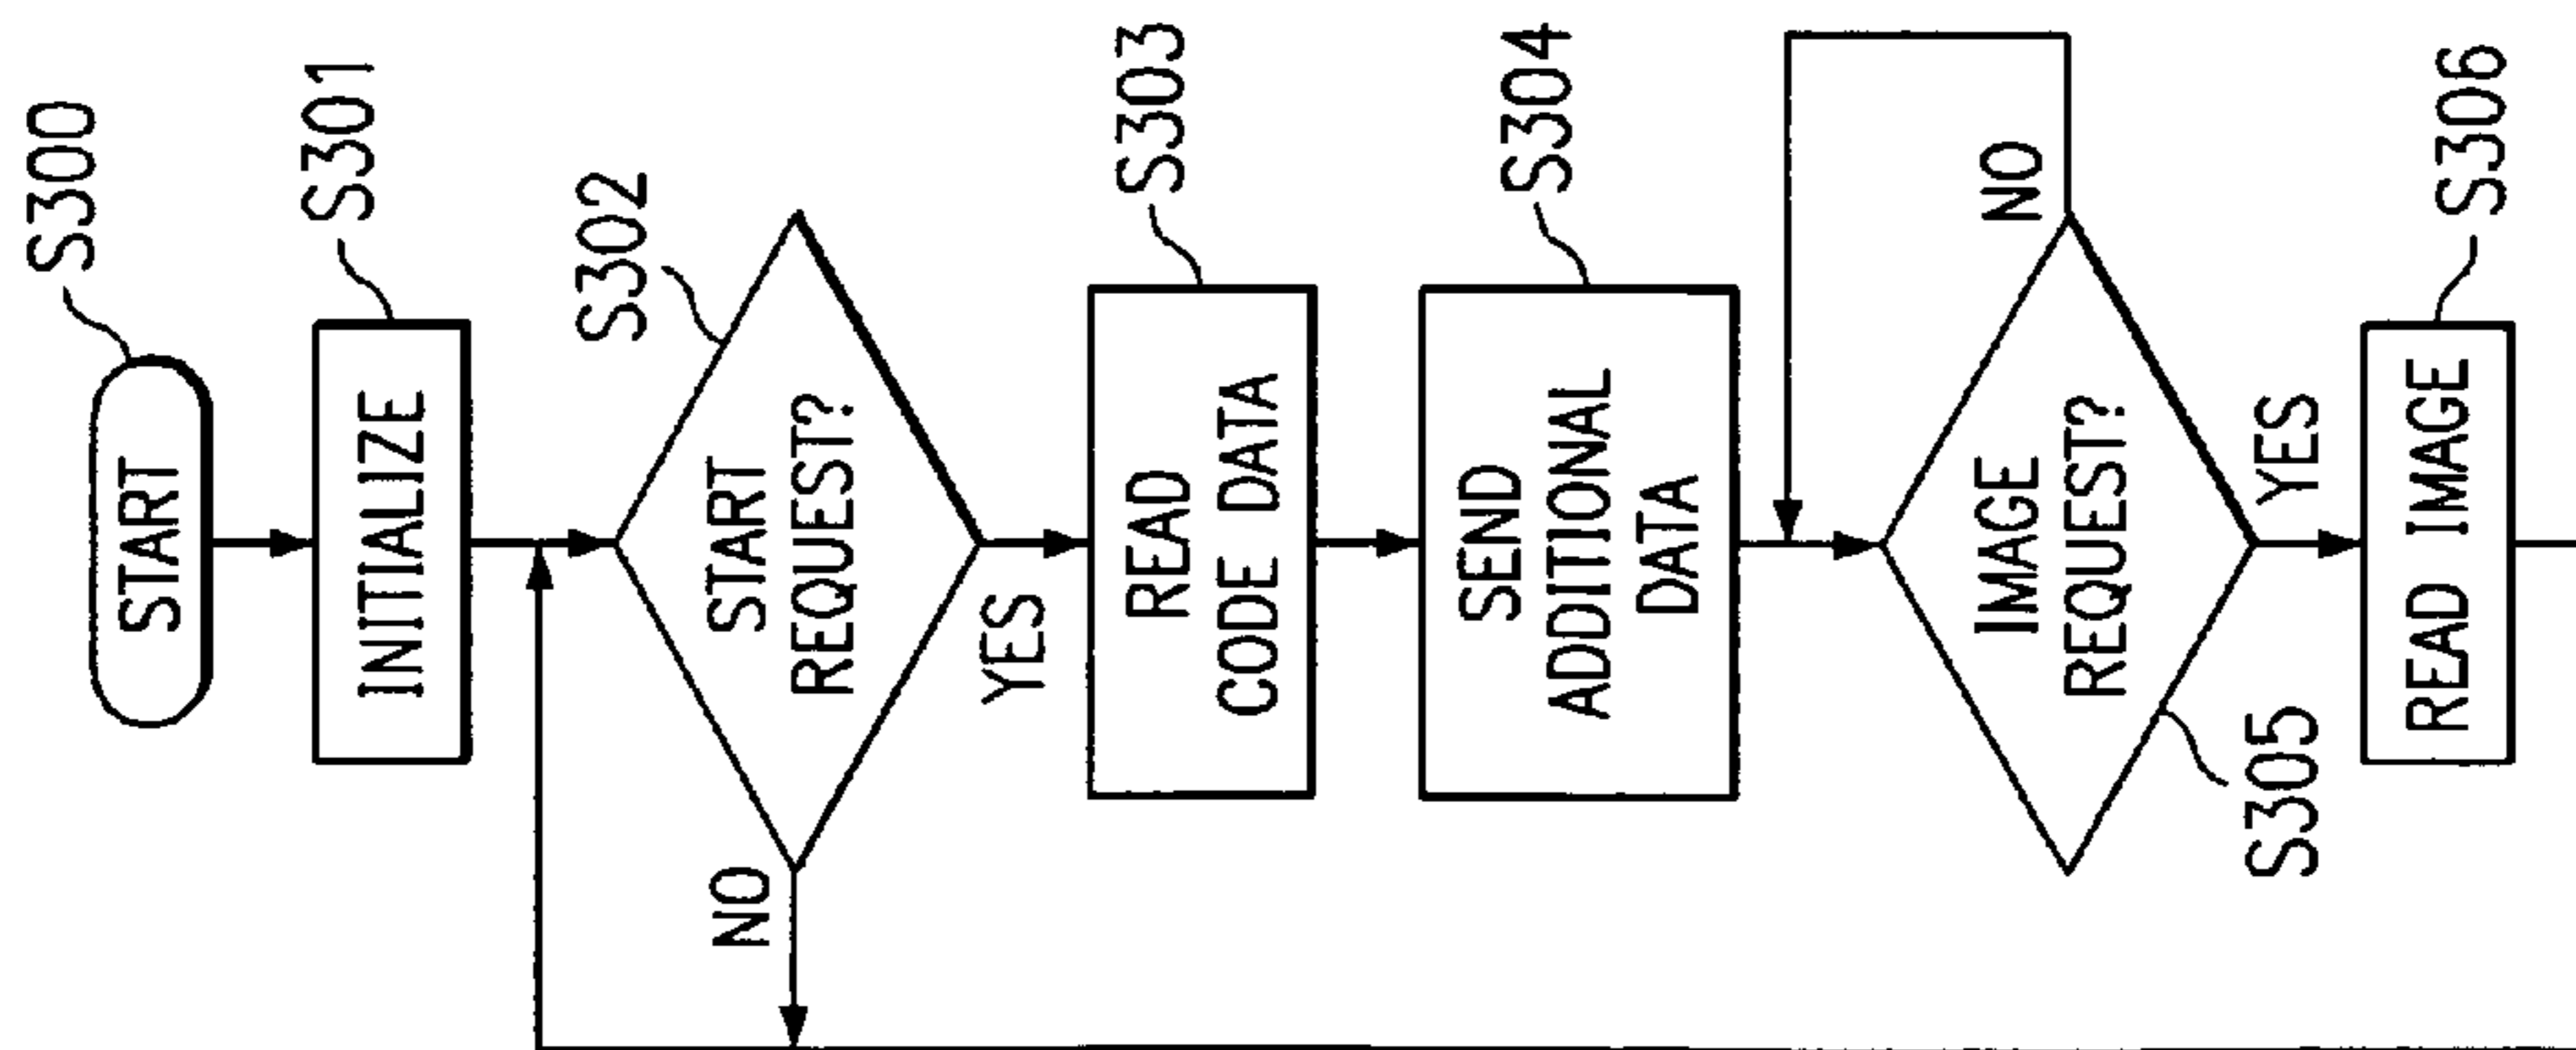 S300
START
S301
INITIALIZE
S302
START
REQUEST?
NO
YES
S303
READ
CODE DATA
S304
SEND
ADDITIONAL
DATA
NO
IMAGE
REQUEST?
S305
YES
S306
READ IMAGE